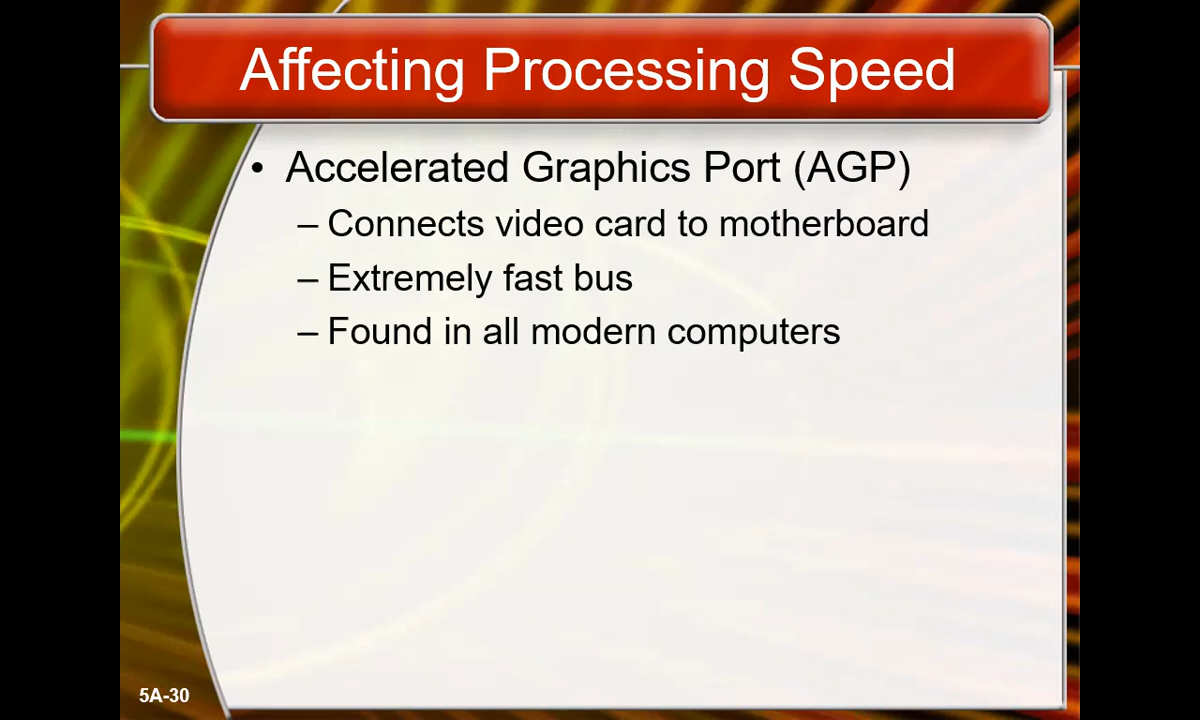 Affecting Processing Speed
• Accelerated Graphics Port (AGP)
– Connects video card to motherboard
– Extremely fast bus
– Found in all modern computers
5A-30